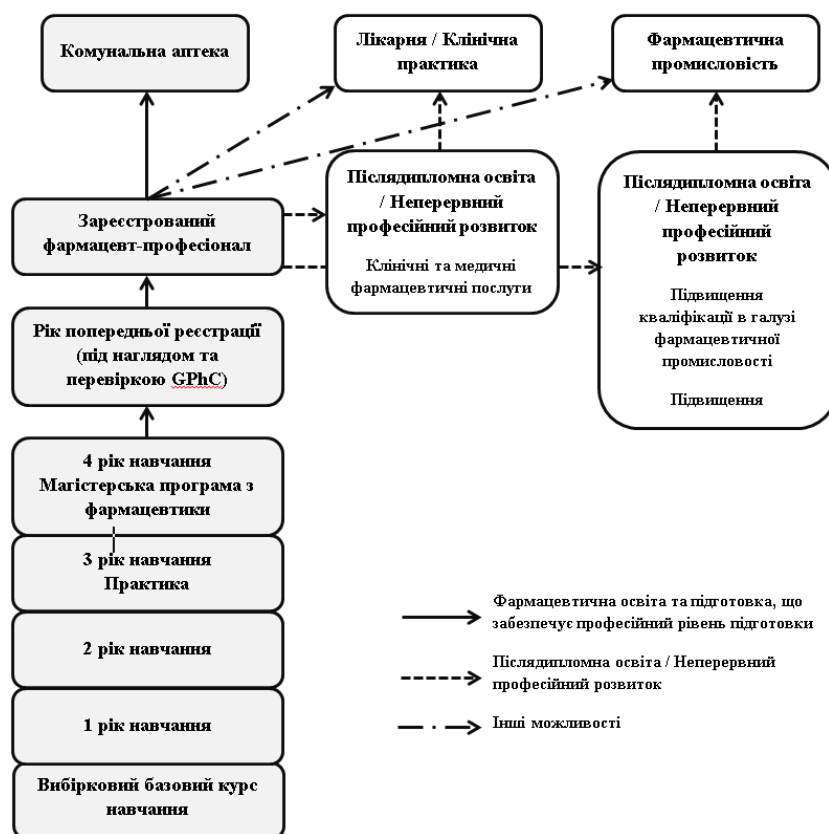 Комунальна аптека
Лікарня / Клінічна
практика
Фармацевтична
промисловість
Післядипломна освіта
/ Неперервний
професійний розвиток
Клінічні та медичні
фармацевтичні послуги
Післядипломна освіта
/ Неперервний
професійний
розвиток
Підвищення
кваліфікації в галузі
фармацевтичної
промисловості
Підвищення
Зареєстрований
фармацевт-професіонал
Рік попередньої реєстрації
(під наглядом та
перевіркою GPhC)
4 рік навчання
Магістерська програма з
фармацевтики
3 рік навчання
Практика
2 рік навчання
1 рік навчання
Вибірковий базовий курс
навчання
Фармацевтична освіта та підготовка, що
забезпечує професійний рівень підготовки
Післядипломна освіта / Неперервний
професійний розвиток
Інші можливості